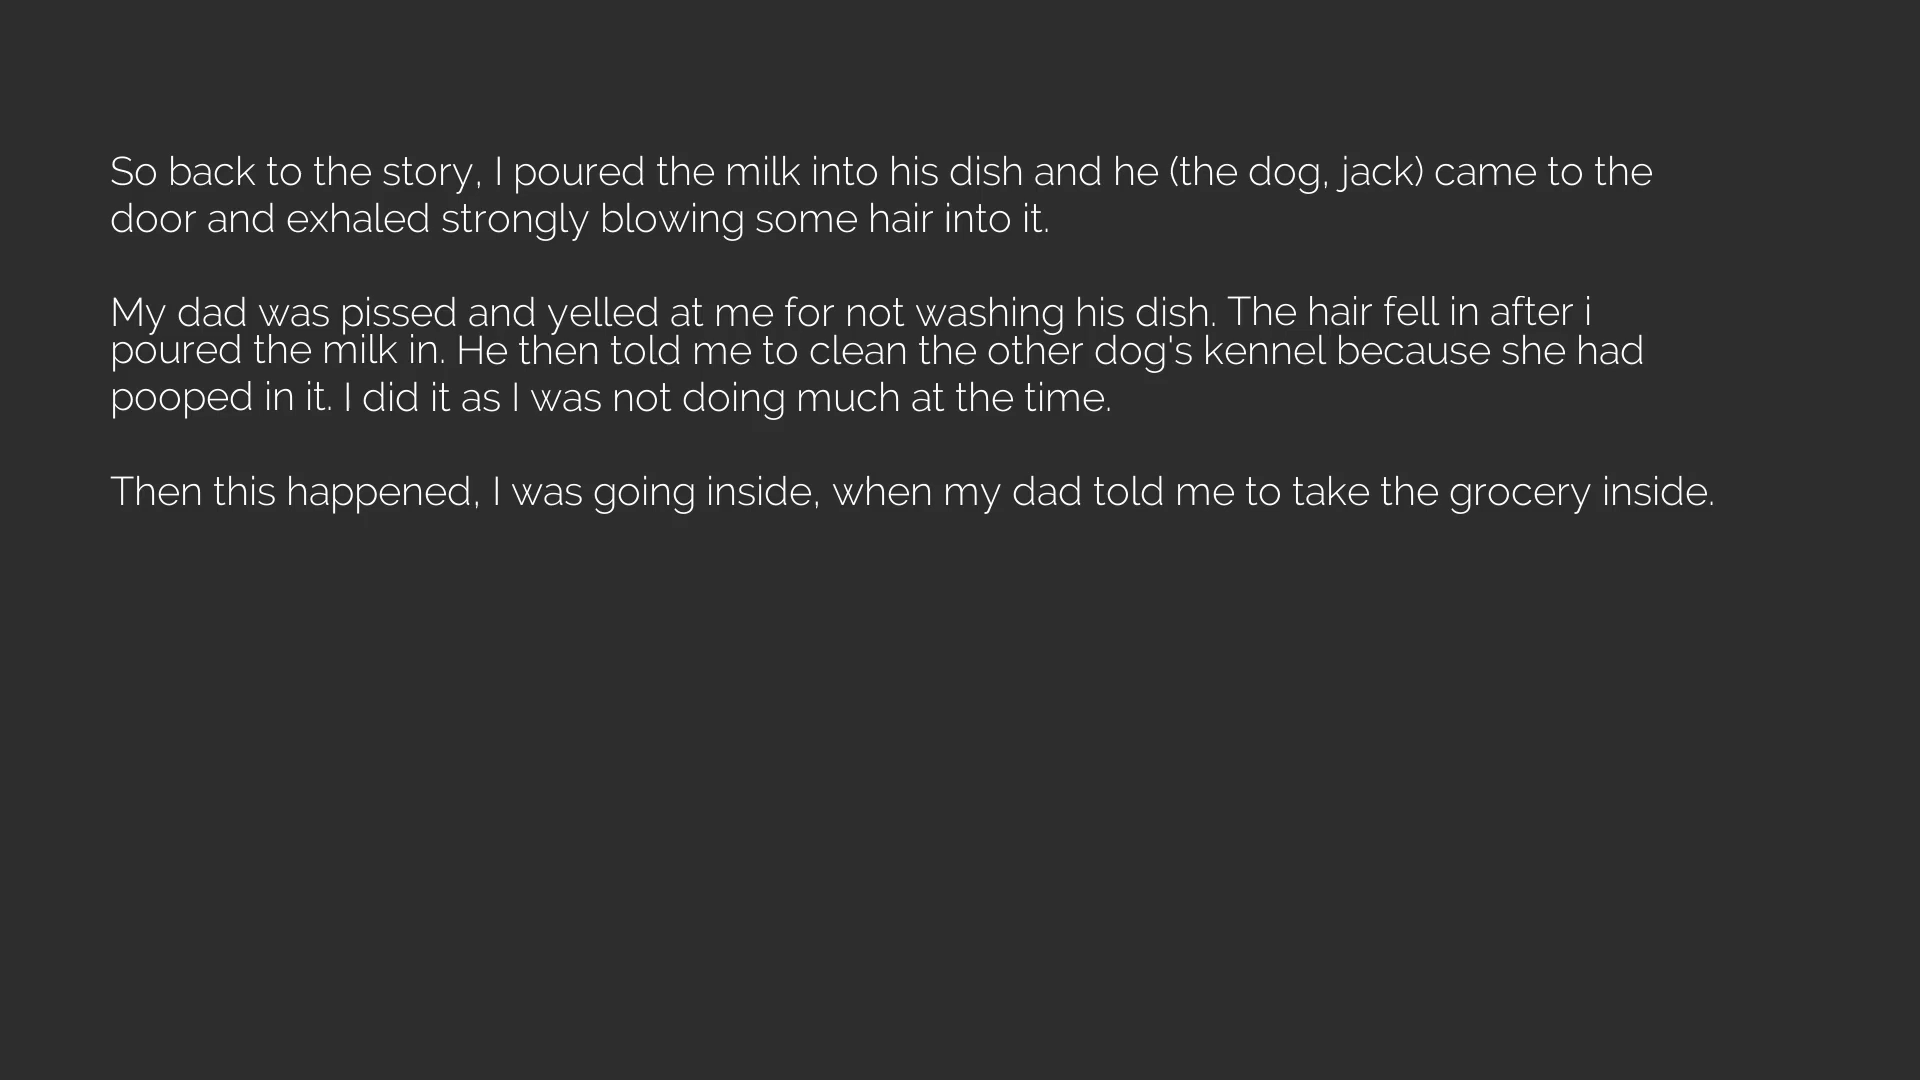 So back to the story, I poured the milk into his dish and he (the dog, jack) came to the
door and exhaled strongly blowing some hair into it.
My dad was pissed and yelled at me for not washing his dish. The hair fell in after i
poured the milk in. He then told me to clean the other dog's kennel because she had
pooped in it. I did it as I was not doing much at the time.
Then this happened, I was going inside, when my dad told me to take the grocery inside.